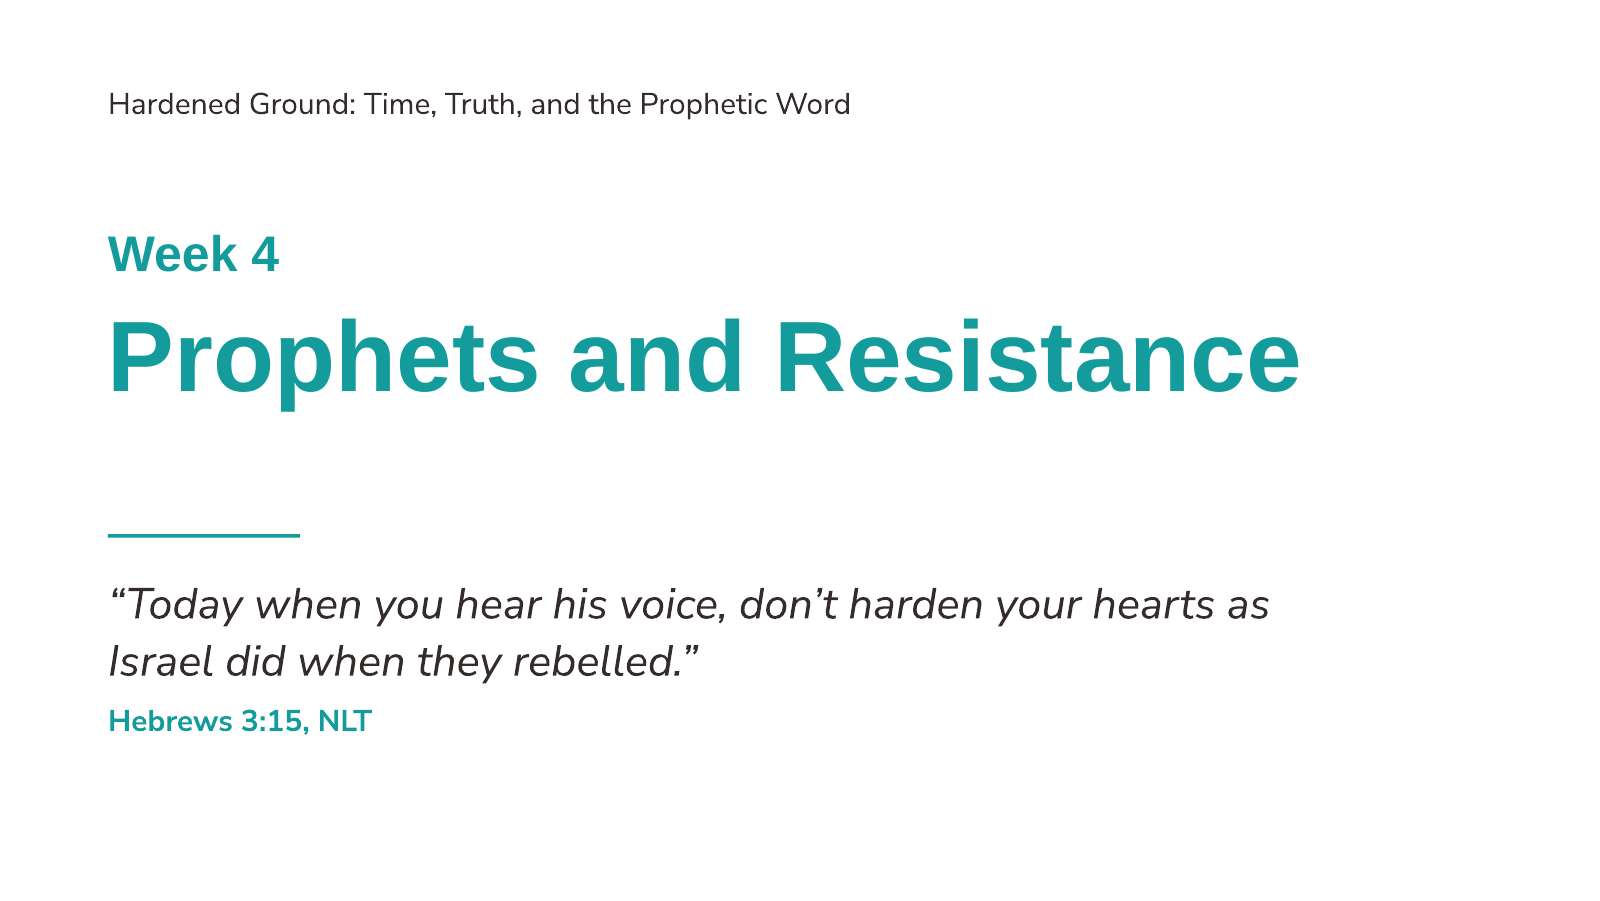 Hardened Ground: Time, Truth, and the Prophetic Word
Week 4
Prophets and Resistance
“Today when you hear his voice, don’t harden your hearts as
Israel did when they rebelled.”
Hebrews 3:15, NLT